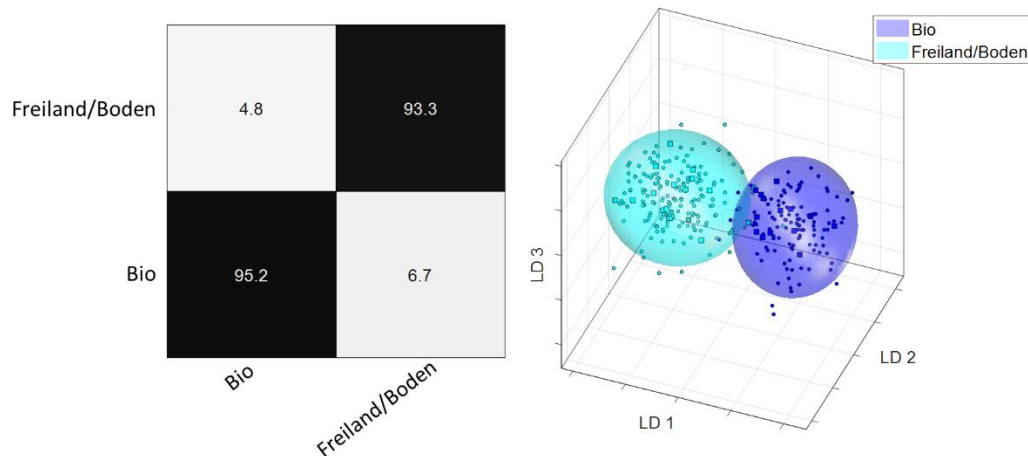 Freiland/Boden
4.8
93.3
Bio
95.2
6.7
Bio
Freiland/Boden
Bio
Freiland/Boden
LD 3
LD 1
LD 2